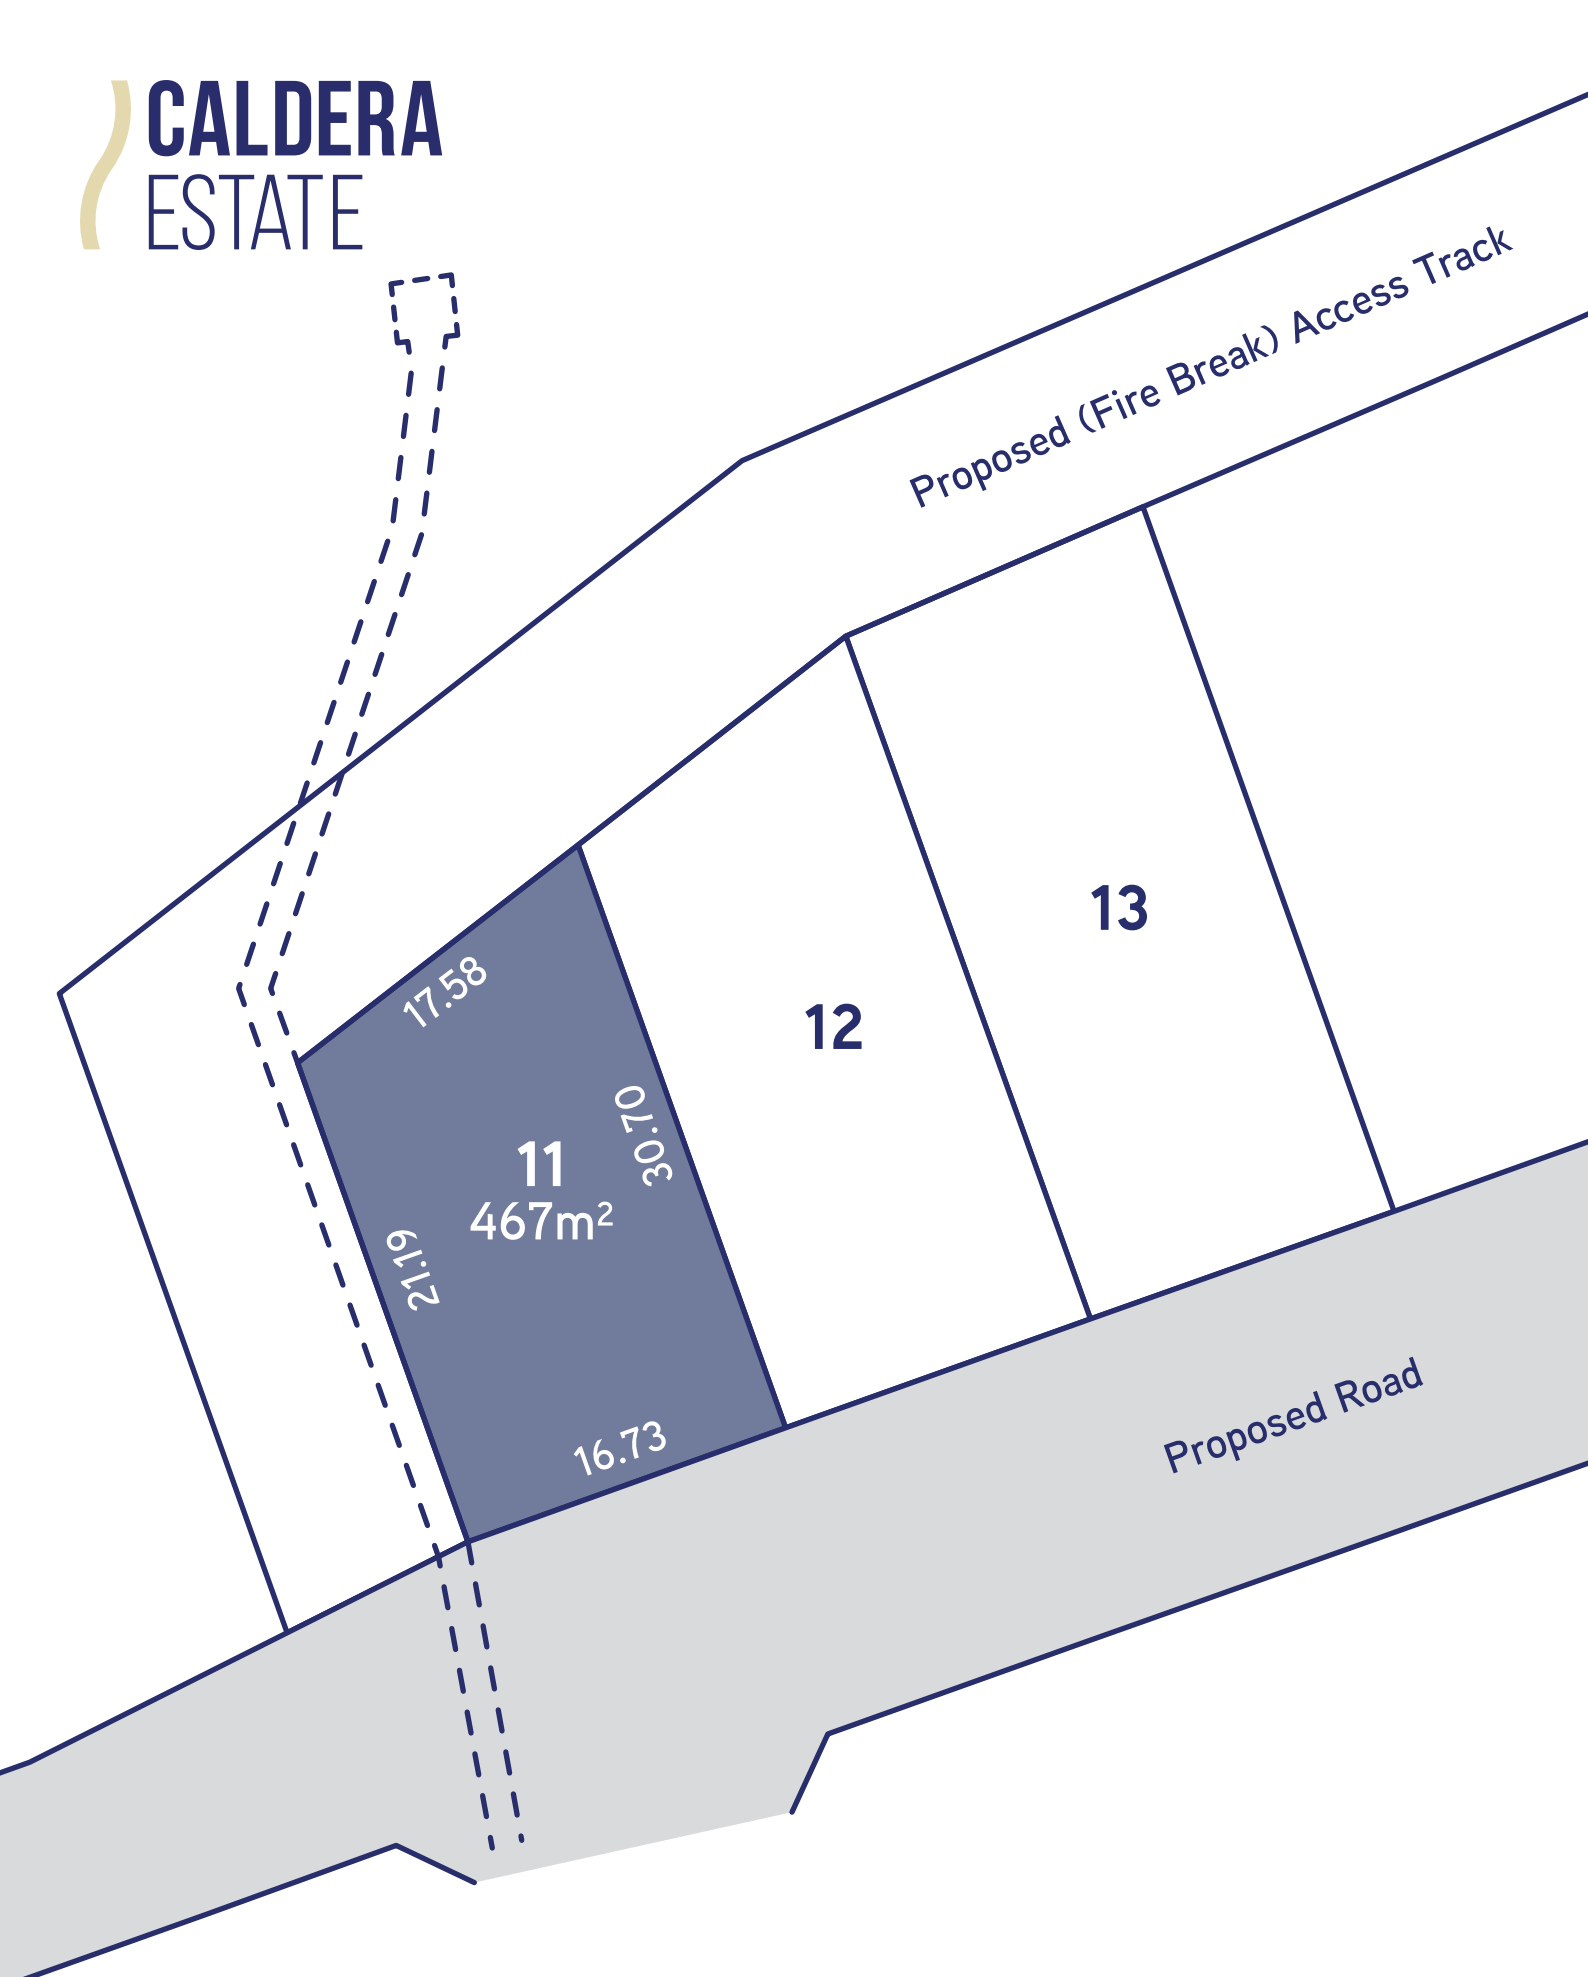 CALDERA
ESTATE
Proposed (Fire Break) Access Track
13
12
17.58
30.70
11
467m²
21.19
16.73
Proposed Road